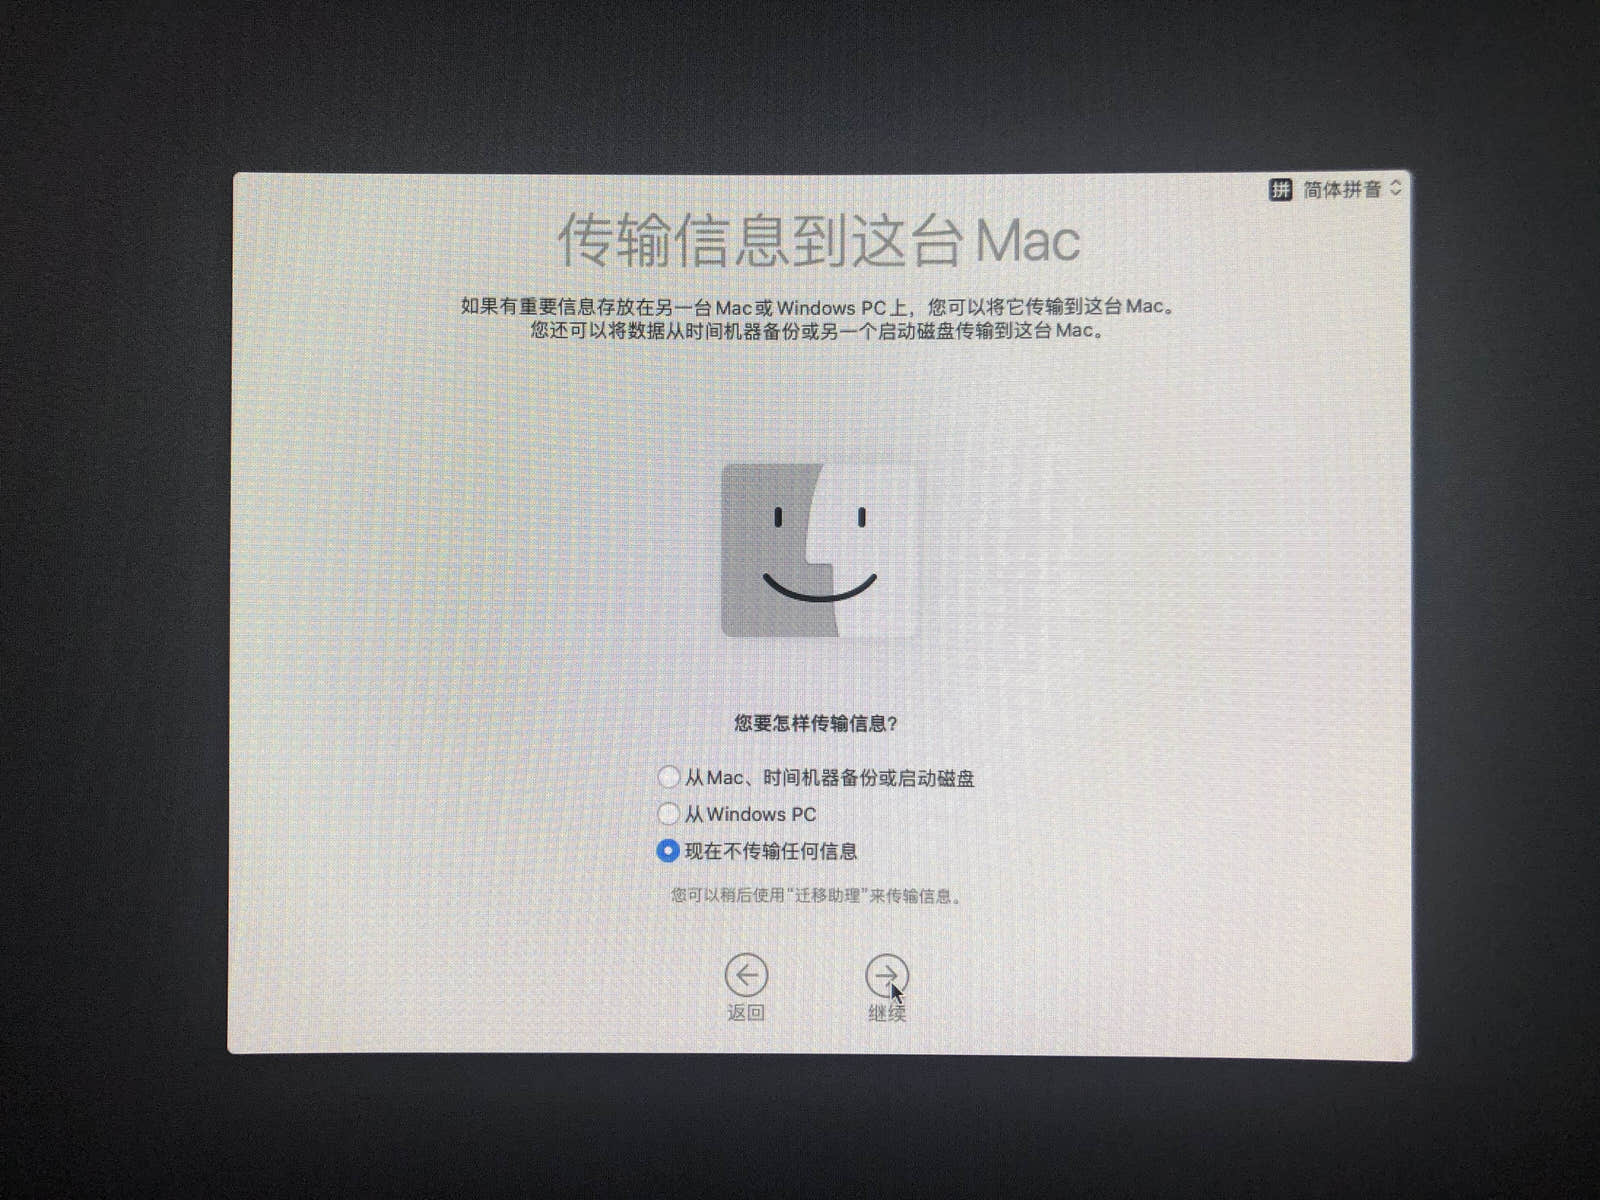 拼 简体拼音
传输信息到这台 Mac
如果有重要信息存放在另一台 Mac 或 Windows PC 上，您可以将它传输到这台 Mac。
您还可以将数据从时间机器备份或另一个启动磁盘传输到这台 Mac。
您要怎样传输信息？
从 Mac、时间机器备份或启动磁盘
从 Windows PC
现在不传输任何信息
您可以稍后使用“迁移助理”来传输信息。
返回 继续